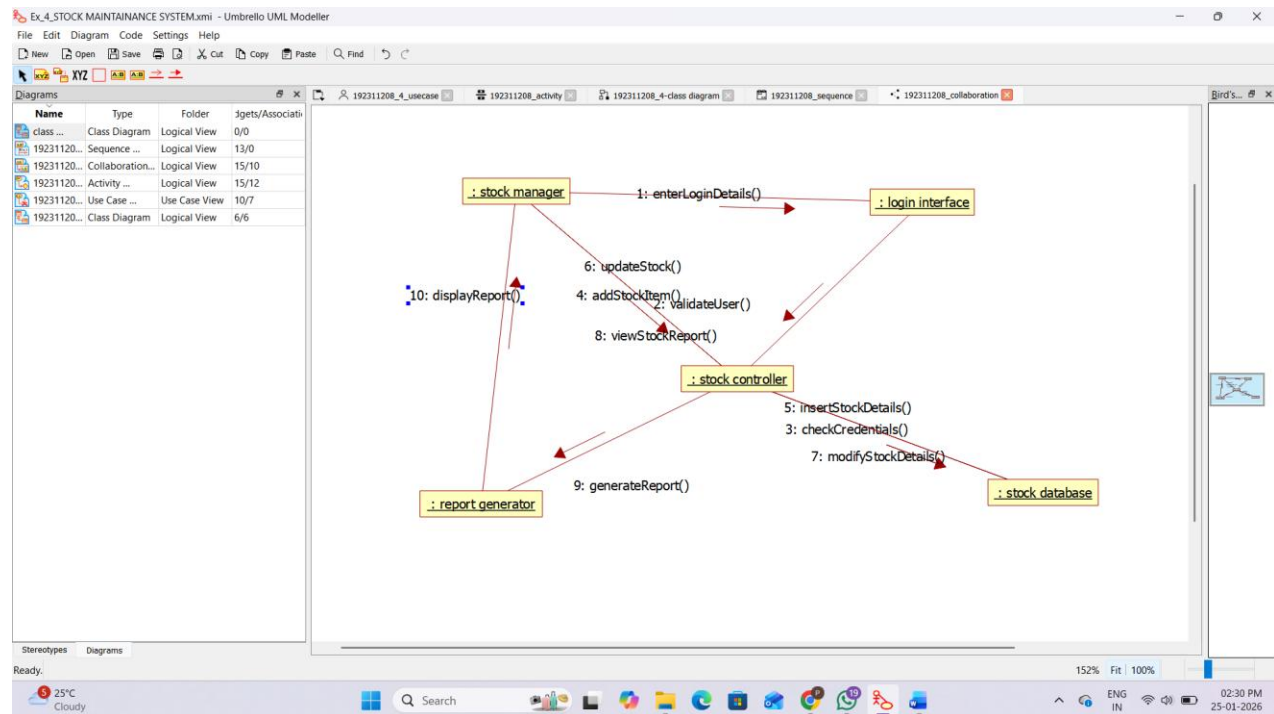 Ex_4_STOCK MAINTAINANCE SYSTEM.xmi - Umbrello UML Modeller
File Edit Diagram Code Settings Help
New Open Save Cut Copy Paste Find
XYZ XYZ A:B A:B
Diagrams
192311208_4_usecase 192311208_activity 192311208_4-class diagram 192311208_sequence 192311208_collaboration
Bird's...
Name Type Folder dgets/Associati
class ... Class Diagram Logical View 0/0
19231120... Sequence ... Logical View 13/0
19231120... Collaboration... Logical View 15/10
19231120... Activity ... Logical View 15/12
19231120... Use Case ... Use Case View 10/7
19231120... Class Diagram Logical View 6/6
: stock manager
1: enterLoginDetails()
: login interface
6: updateStock()
10: displayReport()
4: addStockItem()
2: validateUser()
8: viewStockReport()
: stock controller
5: insertStockDetails()
3: checkCredentials()
7: modifyStockDetails()
9: generateReport()
: report generator
: stock database
Stereotypes Diagrams
Ready.
152% Fit 100%
5 25°C
Cloudy
Search
19
ENG
IN
02:30 PM
25-01-2026